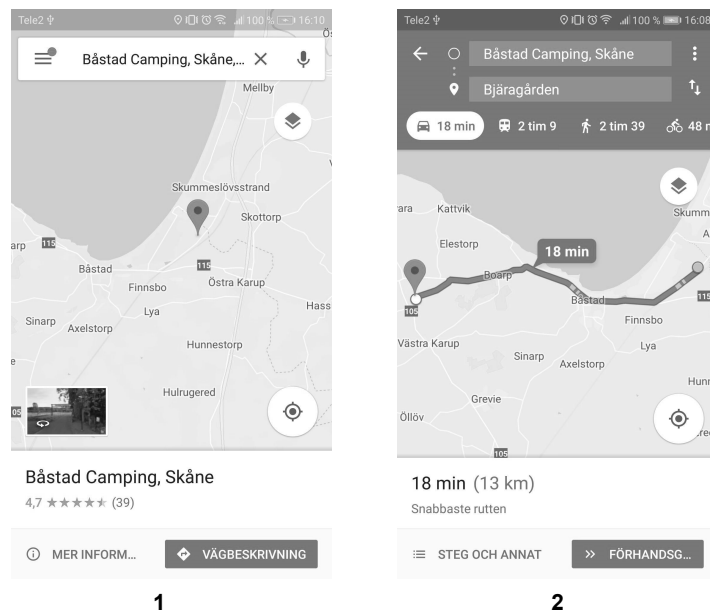 Tele2
100 %
16:10
Båstad Camping, Skåne,...
Mellby
Skummeslövsstrand
Skottorp
arp
115
Båstad
115
Finnsbo
Östra Karup
Lya
Hass
Sinarp
Axelstorp
Hunnestorp
Hulrugered
Båstad Camping, Skåne
4,7 ★★★★★ (39)
MER INFORM...
VÄGBESKRIVNING
1
Tele2
100 %
16:08
Båstad Camping, Skåne
Bjäragården
18 min
2 tim 9
2 tim 39
48 m
ara
Kattvik
Skumm
Elestorp
18 min
Boarp
Båstad
115
105
Finnsbo
Västra Karup
Sinarp
Lya
Axelstorp
Hunn
Grevie
Öllöv
105
18 min (13 km)
Snabbaste rutten
STEG OCH ANNAT
FÖRHANDSG...
2